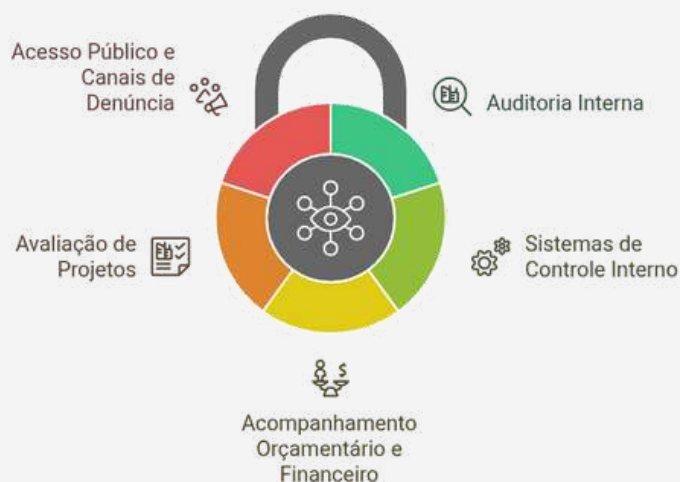 Acesso Público e
Canais de
Denúncia
Auditoria Interna
Avaliação de
Projetos
Sistemas de
Controle Interno
Acompanhamento
Orçamentário e
Financeiro